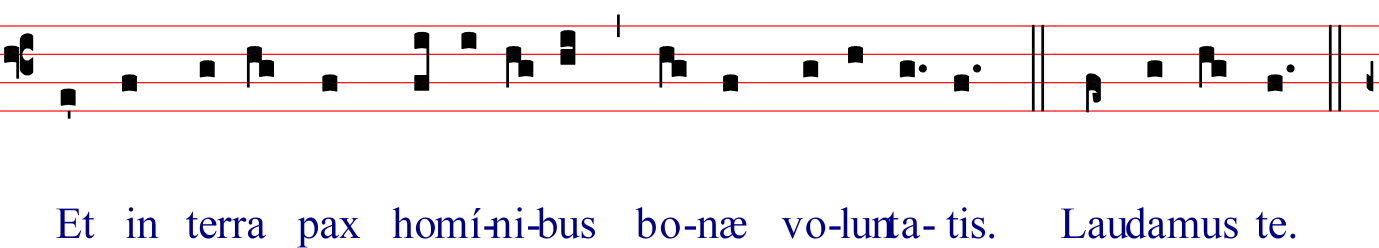 Et in terra pax homí-ni-bus bo-næ vo-lunta- tis. Laudamus te.